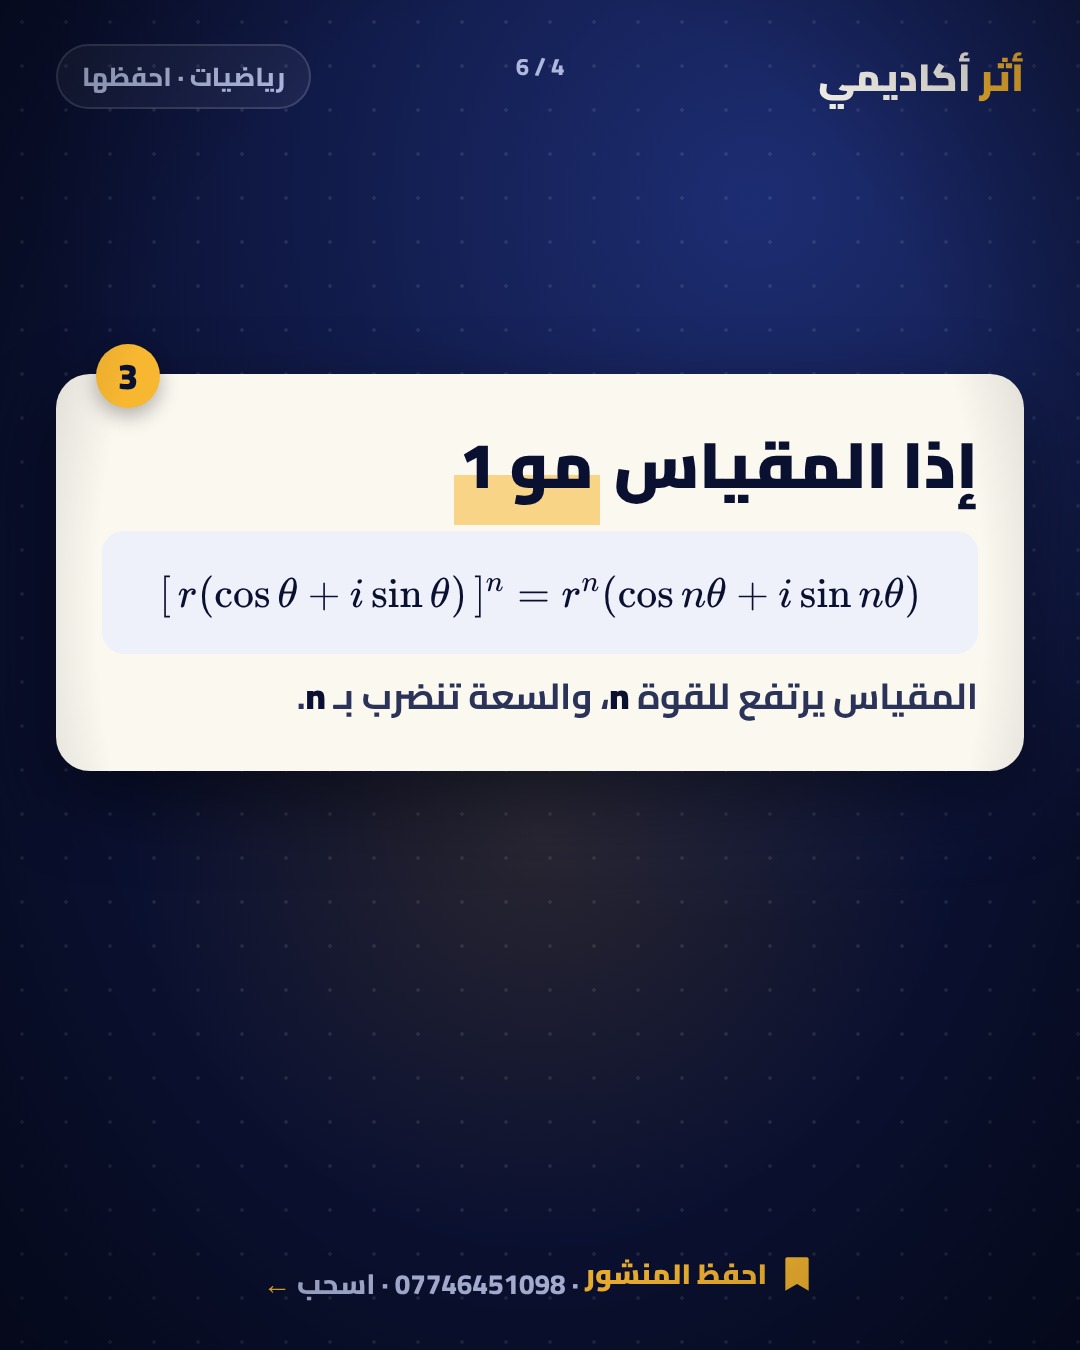 أثر أكاديمي
6 / 4
رياضيات · احفظها
3
إذا المقياس مو 1
[ r(cos θ + i sin θ) ]ⁿ = rⁿ(cos nθ + i sin nθ)
المقياس يرتفع للقوة n، والسعة تنضرب بـ n.
احفظ المنشور · 07746451098 · اسحب ←